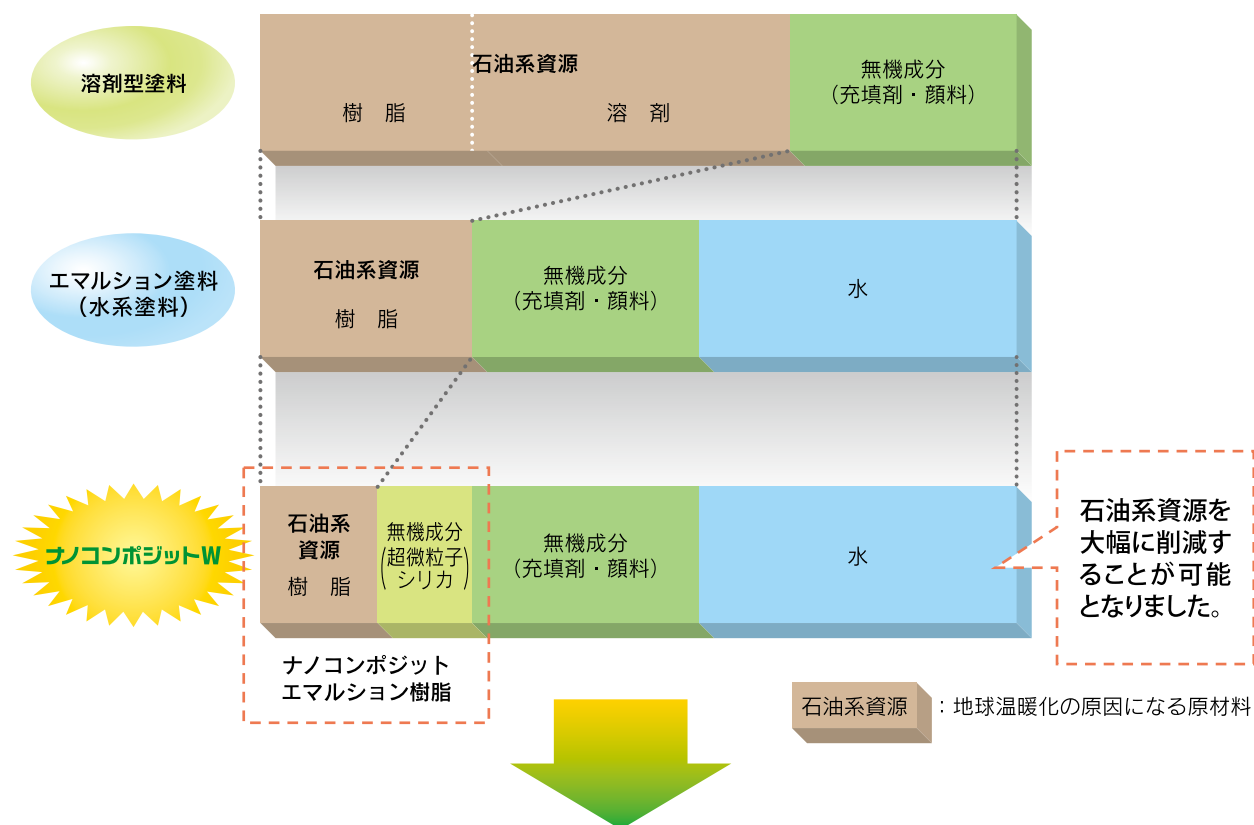 溶剤型塗料
石油系資源
樹 脂
溶 剤
無機成分
（充填剤・顔料）
エマルション塗料
（水系塗料）
石油系資源
樹 脂
無機成分
（充填剤・顔料）
水
ナノコンポジットW
石油系
資源
樹 脂
無機成分
(超微粒子)
シリカ
無機成分
（充填剤・顔料）
水
石油系資源を
大幅に削減す
ることが可能
となりました。
ナノコンポジット
エマルション樹脂
石油系資源：地球温暖化の原因になる原材料